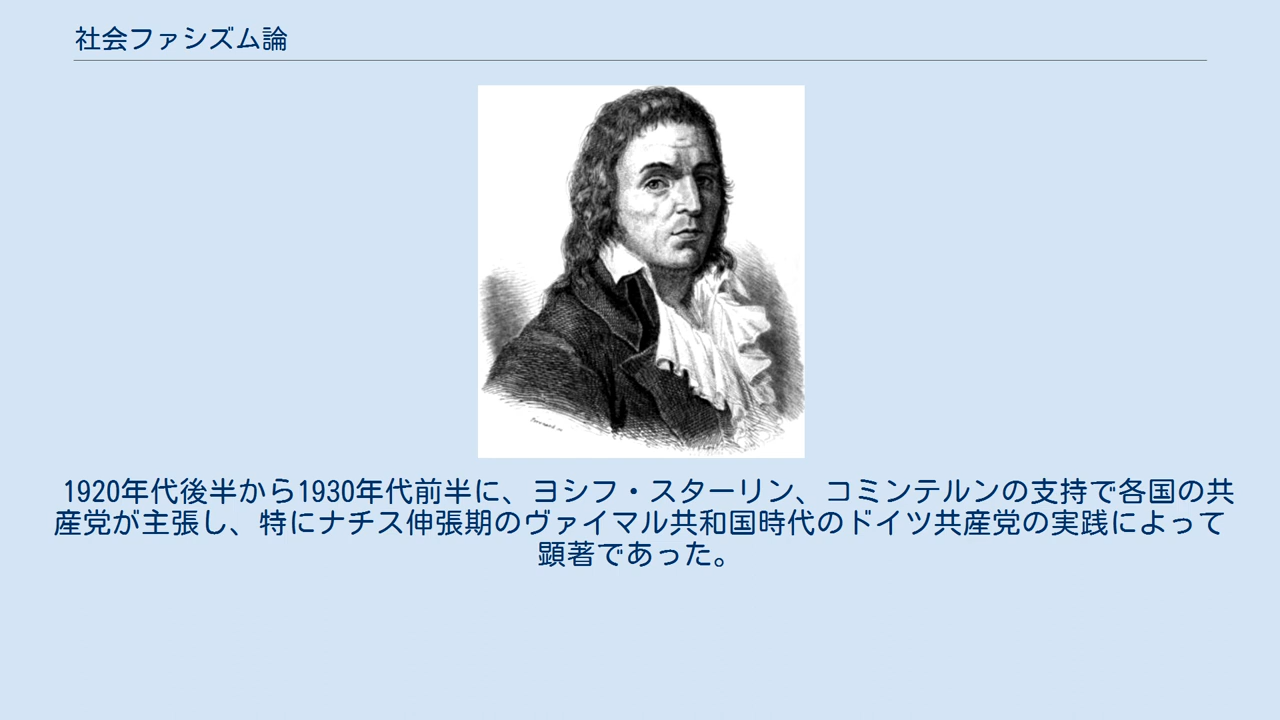 社会ファシズム論
1920年代後半から1930年代前半に、ヨシフ・スターリン、コミンテルンの支持で各国の共
産党が主張し、特にナチス伸張期のヴァイマル共和国時代のドイツ共産党の実践によって
顕著であった。